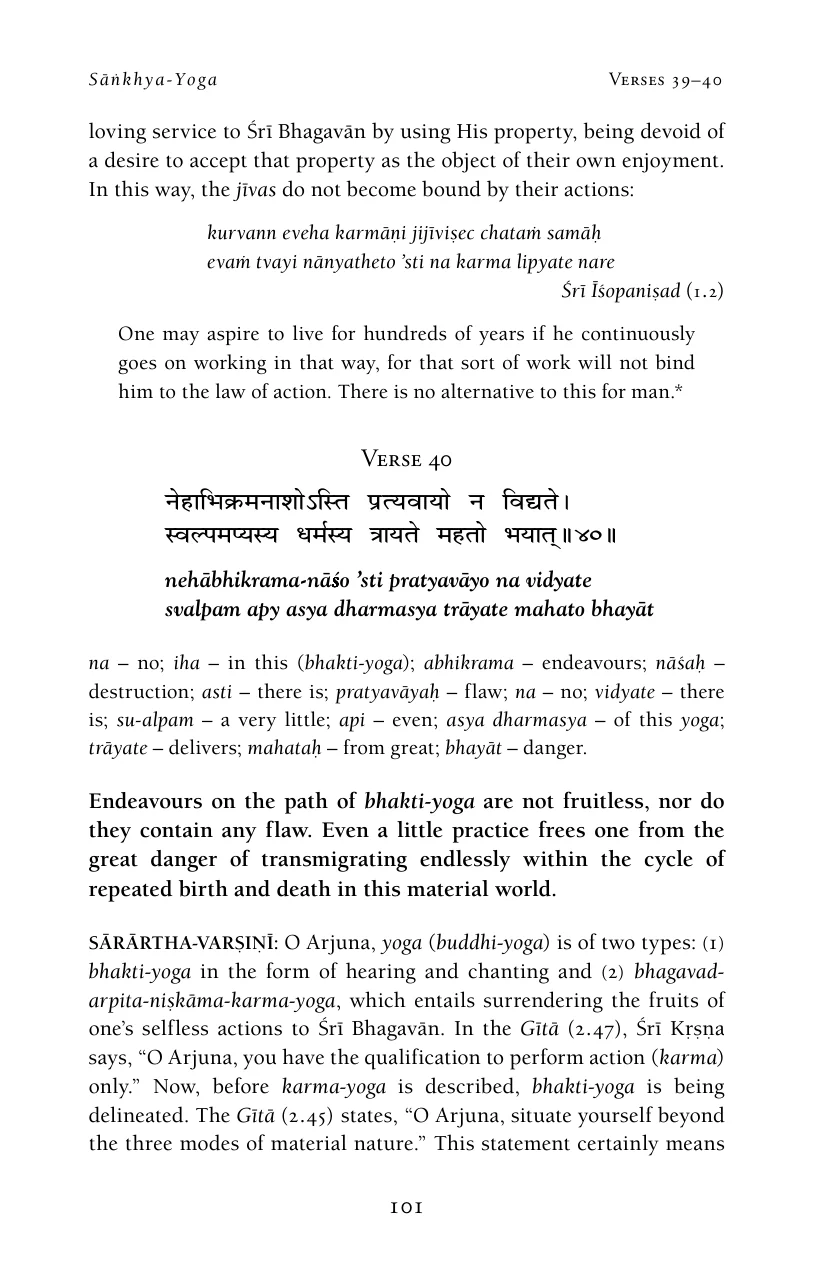 Sāṅkhya-Yoga VERSES 39–40
loving service to Śrī Bhagavān by using His property, being devoid of
a desire to accept that property as the object of their own enjoyment.
In this way, the jīvas do not become bound by their actions:
kurvann eveha karmāṇi jijīviṣec chataṁ samāḥ
evaṁ tvayi nānyatheto ’sti na karma lipyate nare
Śrī Īśopaniṣad (1.2)
One may aspire to live for hundreds of years if he continuously
goes on working in that way, for that sort of work will not bind
him to the law of action. There is no alternative to this for man.*
VERSE 40
नेहाभिक्रमनाशोऽस्ति प्रत्यवायो न विद्यते।
स्वल्पमप्यस्य धर्मस्य त्रायते महतो भयात्॥४०॥
nehābhikrama-nāśo ’sti pratyavāyo na vidyate
svalpam apy asya dharmasya trāyate mahato bhayāt
na – no; iha – in this (bhakti-yoga); abhikrama – endeavours; nāśaḥ –
destruction; asti – there is; pratyavāyaḥ – flaw; na – no; vidyate – there
is; su-alpam – a very little; api – even; asya dharmasya – of this yoga;
trāyate – delivers; mahataḥ – from great; bhayāt – danger.
Endeavours on the path of bhakti-yoga are not fruitless, nor do
they contain any flaw. Even a little practice frees one from the
great danger of transmigrating endlessly within the cycle of
repeated birth and death in this material world.
SĀRĀRTHA-VARṢIṆĪ: O Arjuna, yoga (buddhi-yoga) is of two types: (1)
bhakti-yoga in the form of hearing and chanting and (2) bhagavad-
arpita-niṣkāma-karma-yoga, which entails surrendering the fruits of
one’s selfless actions to Śrī Bhagavān. In the Gītā (2.47), Śrī Kṛṣṇa
says, “O Arjuna, you have the qualification to perform action (karma)
only.” Now, before karma-yoga is described, bhakti-yoga is being
delineated. The Gītā (2.45) states, “O Arjuna, situate yourself beyond
the three modes of material nature.” This statement certainly means
101